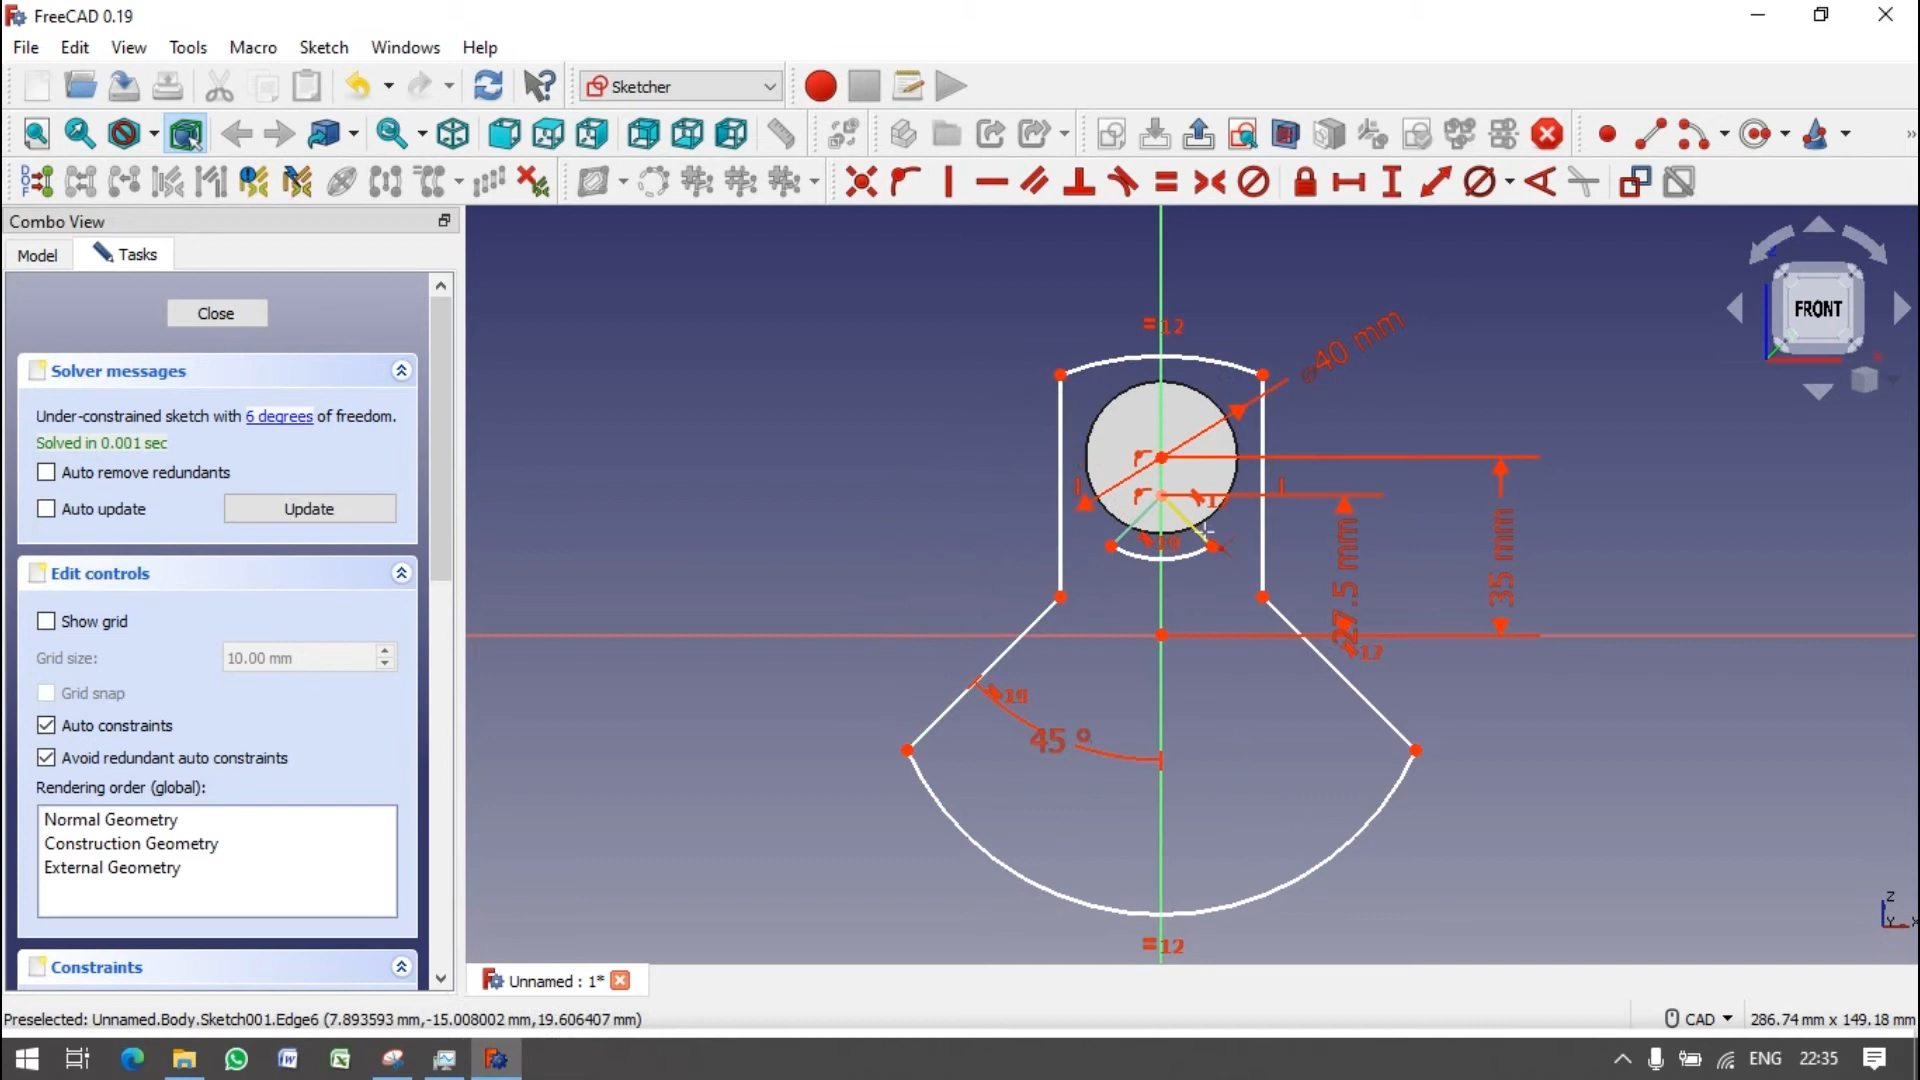 FreeCAD 0.19
File Edit View Tools Macro Sketch Windows Help
Sketcher
Combo View
Model Tasks
Close
Solver messages
Under-constrained sketch with 6 degrees of freedom.
Solved in 0.001 sec
Auto remove redundants
Auto update Update
Edit controls
Show grid
Grid size: 10.00 mm
Grid snap
Auto constraints
Avoid redundant auto constraints
Rendering order (global):
Normal Geometry
Construction Geometry
External Geometry
Constraints
FRONT
12
⌀40 mm
35 mm
27.5 mm
45 °
19
19
12
12
Z
X
Unnamed : 1*
Preselected: Unnamed.Body.Sketch001.Edge6 (7.893593 mm,-15.008002 mm,19.606407 mm)
CAD 286.74 mm x 149.18 mm
ENG 22:35